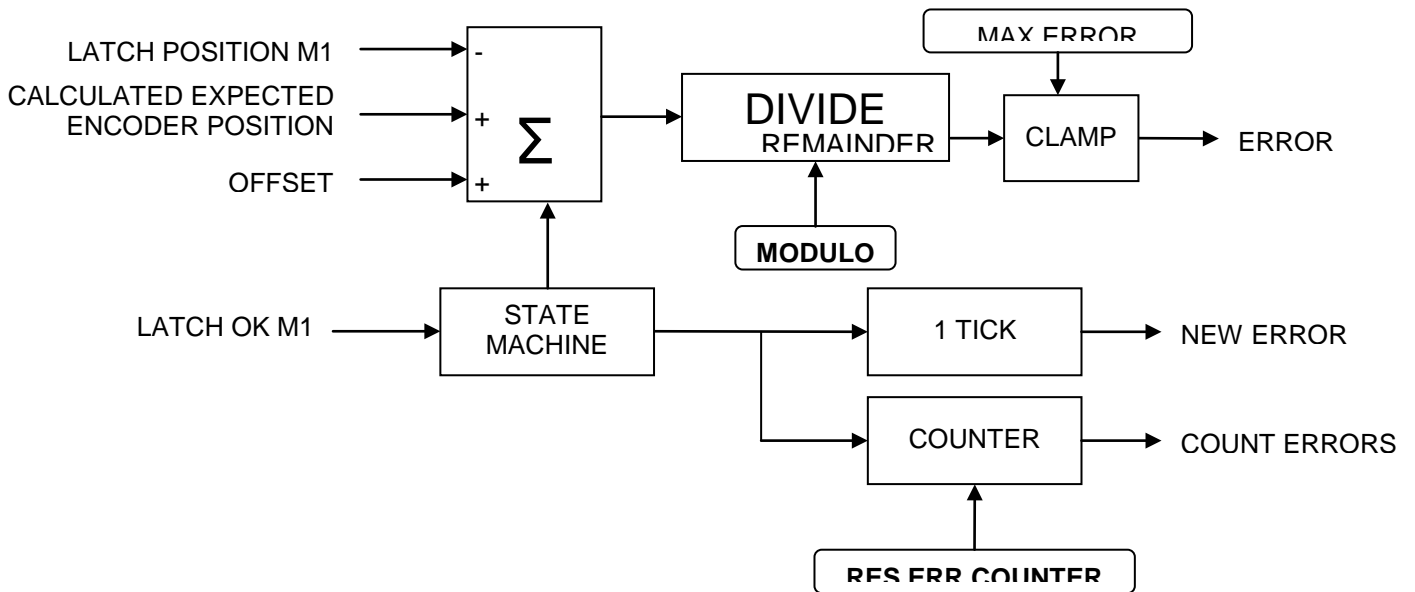 LATCH POSITION M1
-
CALCULATED EXPECTED
ENCODER POSITION
+
OFFSET
+
Σ
DIVIDE
REMAINDER
MAX ERROR
CLAMP
ERROR
MODULO
LATCH OK M1
STATE
MACHINE
1 TICK
NEW ERROR
COUNTER
COUNT ERRORS
RES ERR COUNTER